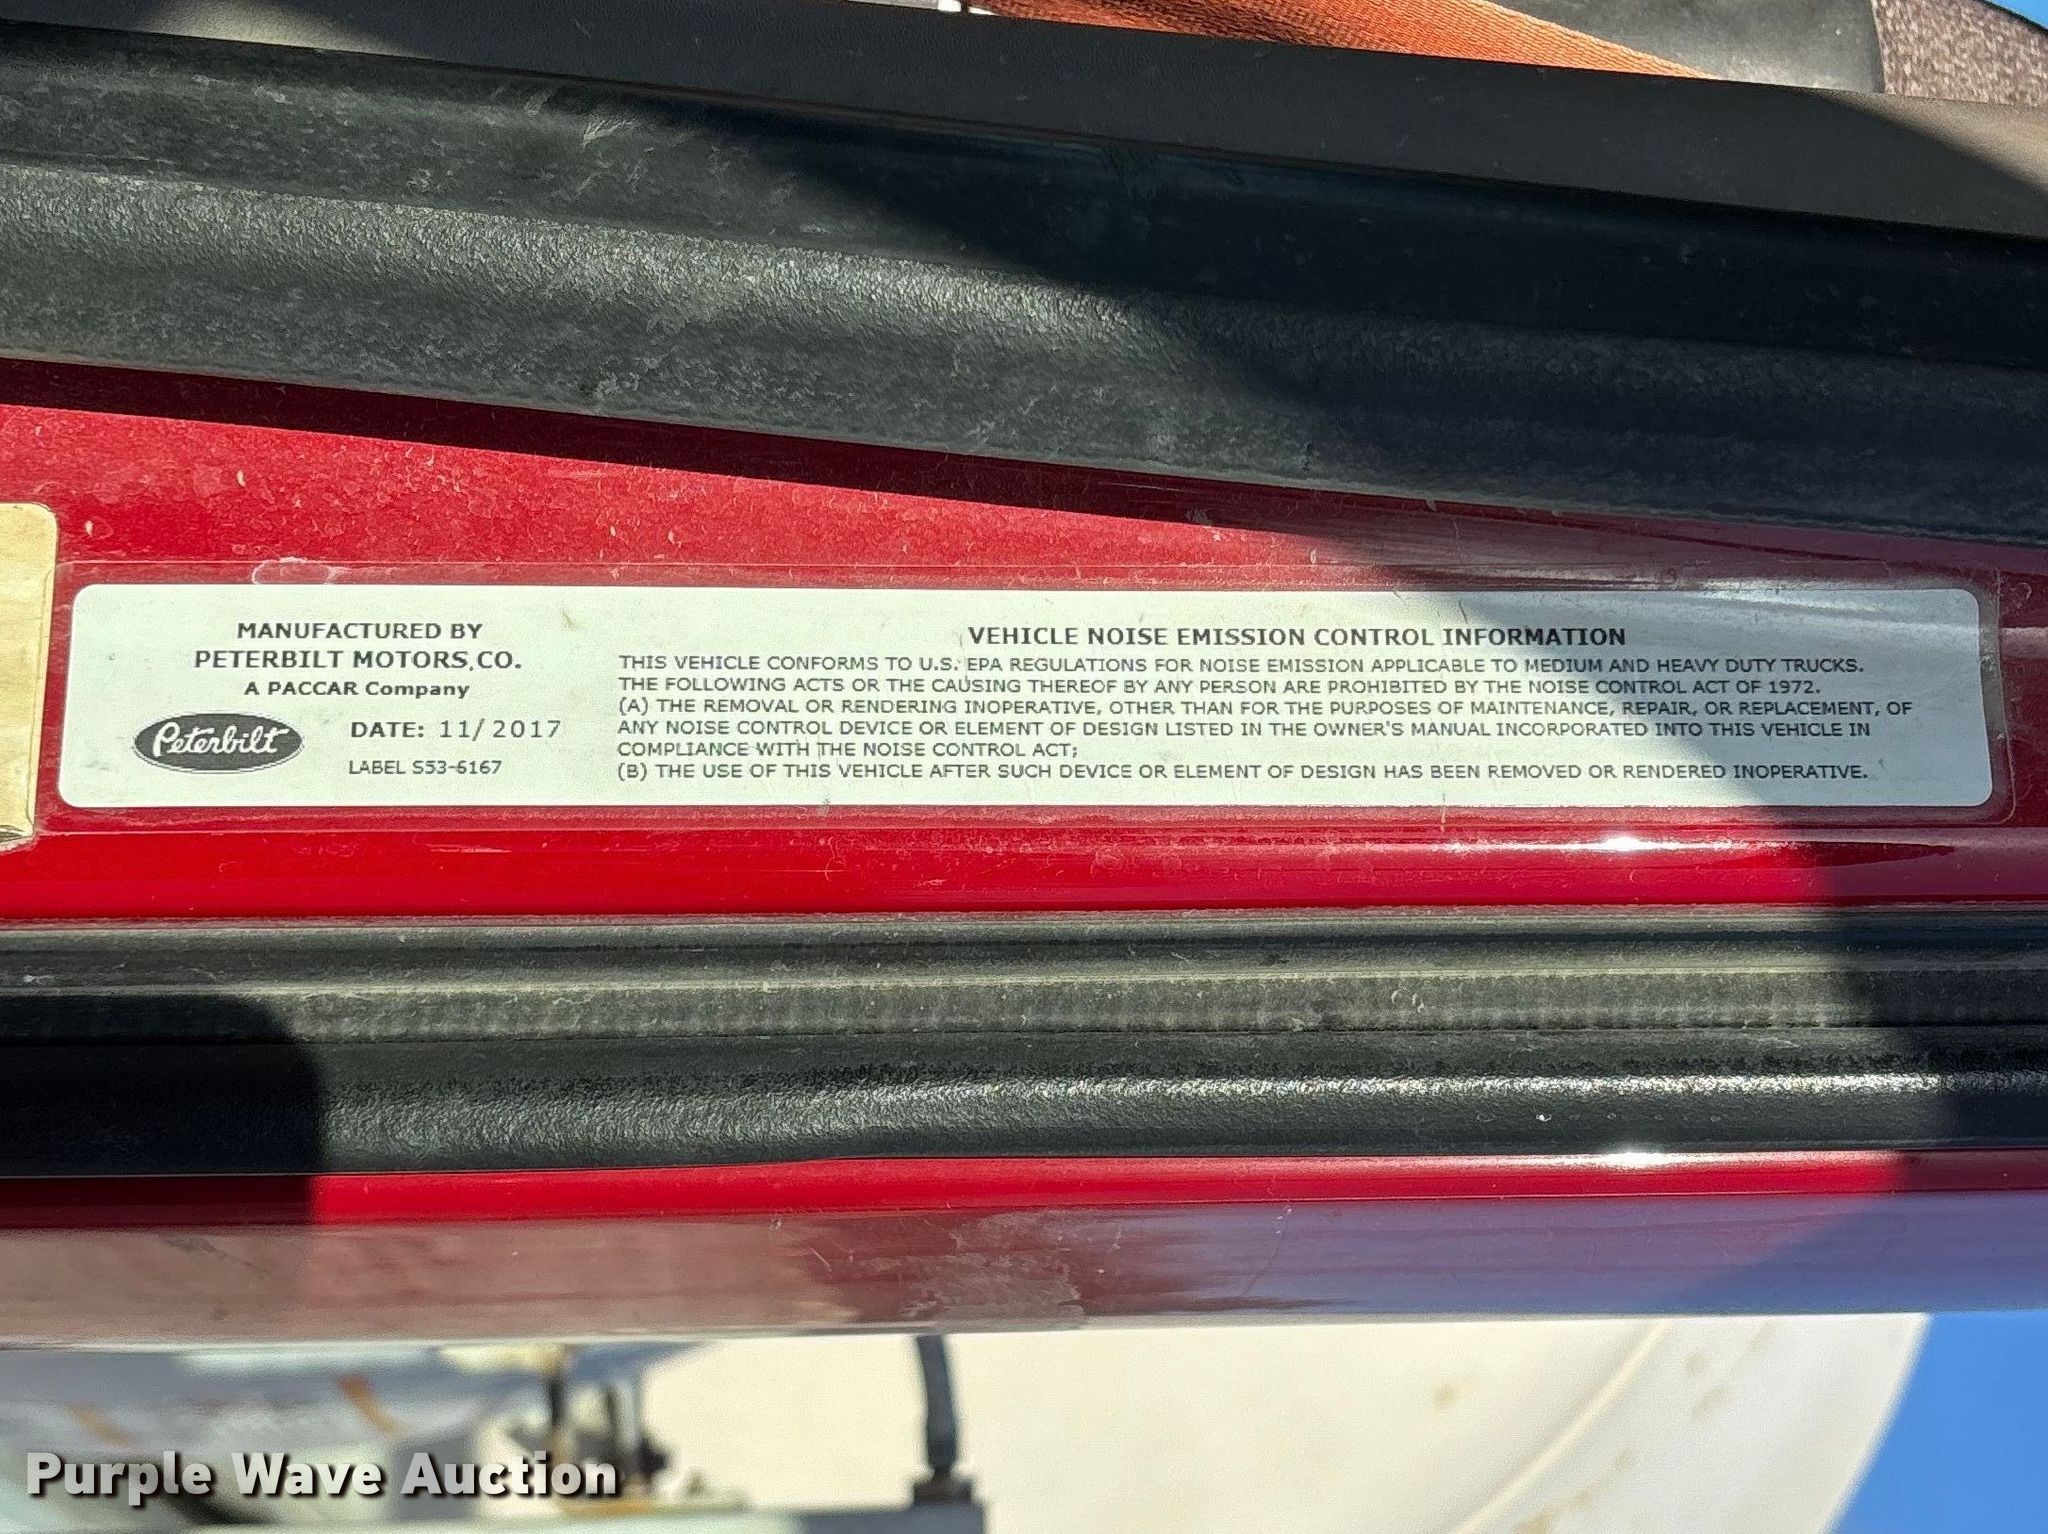 MANUFACTURED BY
PETERBILT MOTORS, CO.
A PACCAR Company
Peterbilt
DATE: 11/2017
LABEL S53-6167
VEHICLE NOISE EMISSION CONTROL INFORMATION
THIS VEHICLE CONFORMS TO U.S. EPA REGULATIONS FOR NOISE EMISSION APPLICABLE TO MEDIUM AND HEAVY DUTY TRUCKS.
THE FOLLOWING ACTS OR THE CAUSING THEREOF BY ANY PERSON ARE PROHIBITED BY THE NOISE CONTROL ACT OF 1972.
(A) THE REMOVAL OR RENDERING INOPERATIVE, OTHER THAN FOR THE PURPOSES OF MAINTENANCE, REPAIR, OR REPLACEMENT, OF
ANY NOISE CONTROL DEVICE OR ELEMENT OF DESIGN LISTED IN THE OWNER'S MANUAL INCORPORATED INTO THIS VEHICLE IN
COMPLIANCE WITH THE NOISE CONTROL ACT;
(B) THE USE OF THIS VEHICLE AFTER SUCH DEVICE OR ELEMENT OF DESIGN HAS BEEN REMOVED OR RENDERED INOPERATIVE.
Purple Wave Auction